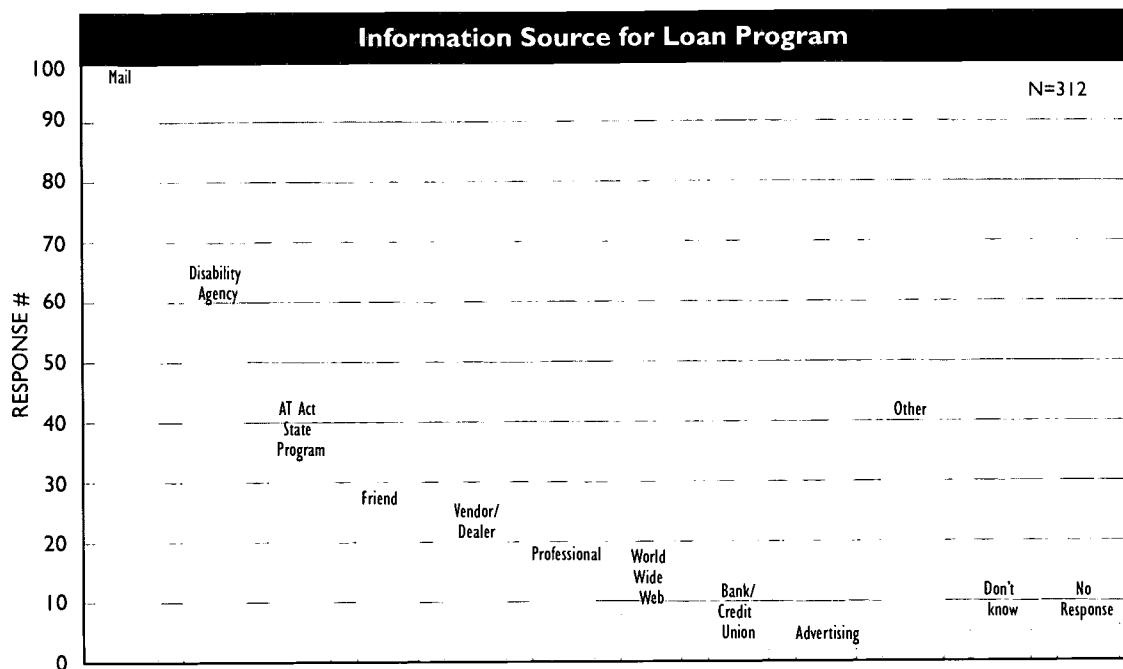 Information Source for Loan Program
N=312
RESPONSE #
100
90
80
70
60
50
40
30
20
10
0
Mail
Disability
Agency
AT Act
State
Program
Friend
Vendor/
Dealer
Professional
World
Wide
Web
Bank/
Credit
Union
Advertising
Other
Don't
know
No
Response